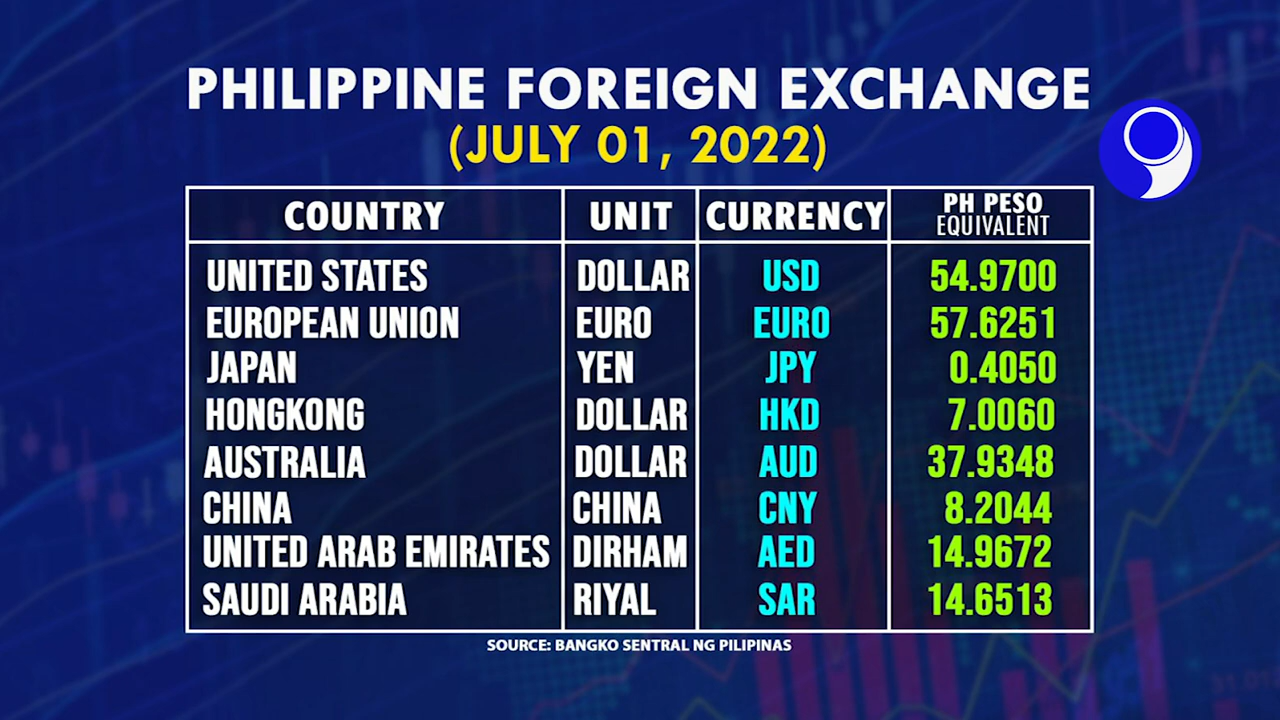 PHILIPPINE FOREIGN EXCHANGE
(JULY 01, 2022)
COUNTRY UNIT CURRENCY PH PESO EQUIVALENT
UNITED STATES DOLLAR USD 54.9700
EUROPEAN UNION EURO EURO 57.6251
JAPAN YEN JPY 0.4050
HONGKONG DOLLAR HKD 7.0060
AUSTRALIA DOLLAR AUD 37.9348
CHINA CHINA CNY 8.2044
UNITED ARAB EMIRATES DIRHAM AED 14.9672
SAUDI ARABIA RIYAL SAR 14.6513
SOURCE: BANGKO SENTRAL NG PILIPINAS